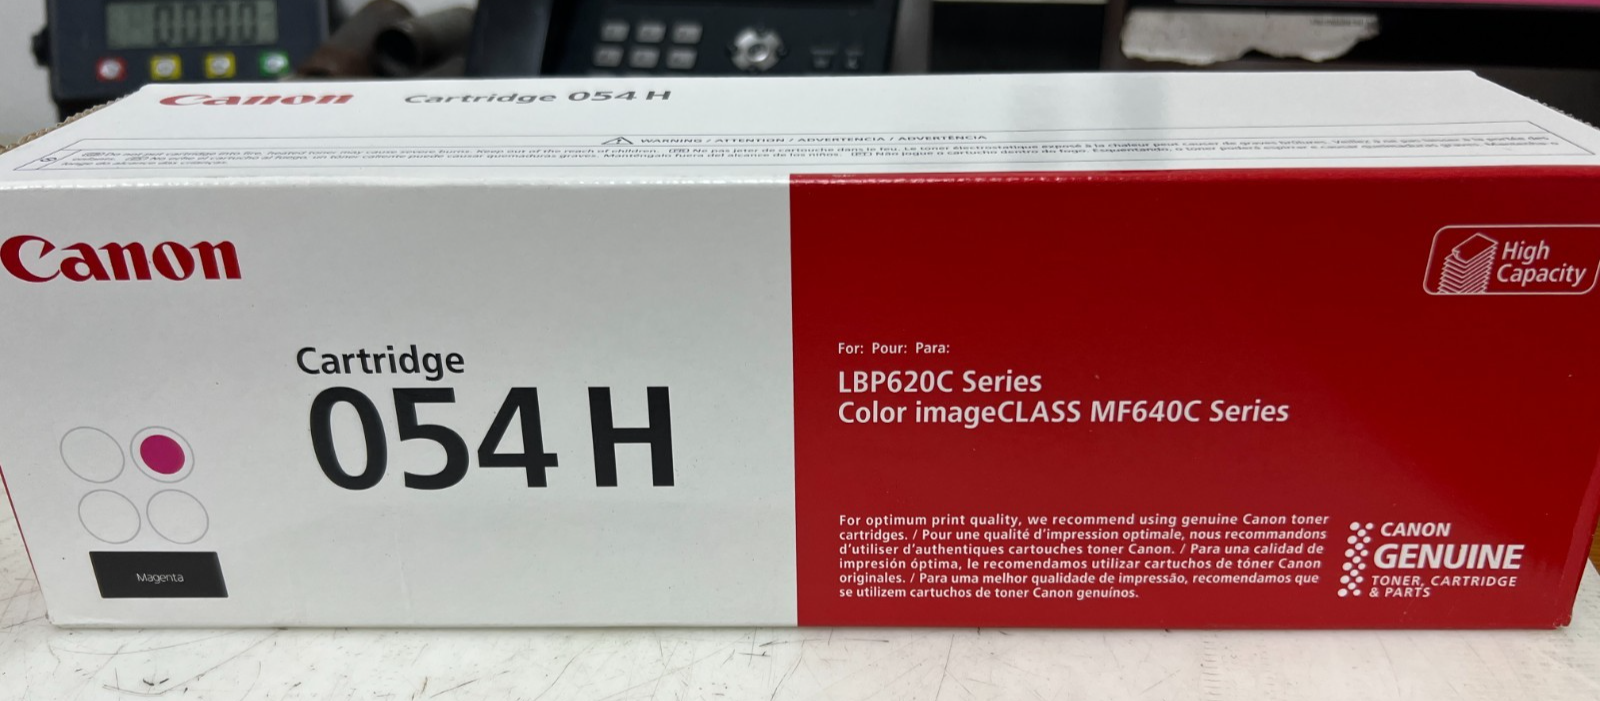 Canon Cartridge 054 H
WARNING / ATTENTION / ADVERTENCIA / ADVERTÊNCIA
Canon
High
Capacity
Cartridge
054 H
Magenta
For: Pour: Para:
LBP620C Series
Color imageCLASS MF640C Series
For optimum print quality, we recommend using genuine Canon toner
cartridges. / Pour une qualité d'impression optimale, nous recommandons
d'utiliser d'authentiques cartouches toner Canon. / Para una calidad de
impresión óptima, le recomendamos utilizar cartuchos de tóner Canon
originales. / Para uma melhor qualidade de impressão, recomendamos que
se utilizem cartuchos de toner Canon genuínos.
CANON
GENUINE
TONER, CARTRIDGE
& PARTS